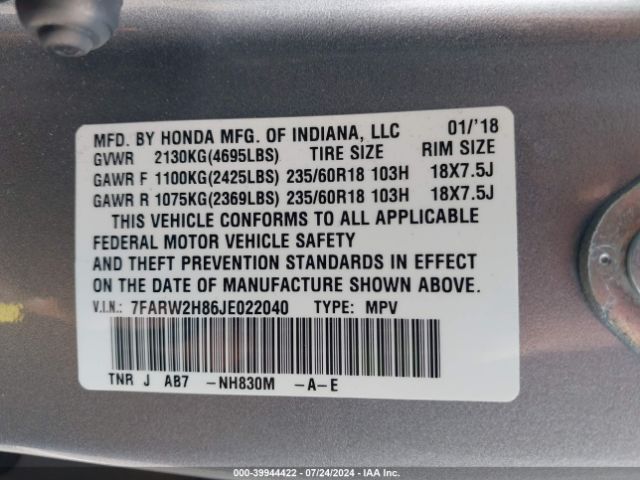 MFD. BY HONDA MFG. OF INDIANA, LLC 01/'18
GVWR 2130KG(4695LBS) TIRE SIZE RIM SIZE
GAWR F 1100KG(2425LBS) 235/60R18 103H 18X7.5J
GAWR R 1075KG(2369LBS) 235/60R18 103H 18X7.5J
THIS VEHICLE CONFORMS TO ALL APPLICABLE
FEDERAL MOTOR VEHICLE SAFETY
AND THEFT PREVENTION STANDARDS IN EFFECT
ON THE DATE OF MANUFACTURE SHOWN ABOVE.
V.I.N.: 7FARW2H86JE022040 TYPE: MPV
TNR J AB7 -NH830M -A-E
000-39944422 - 07/24/2024 - IAA Inc.